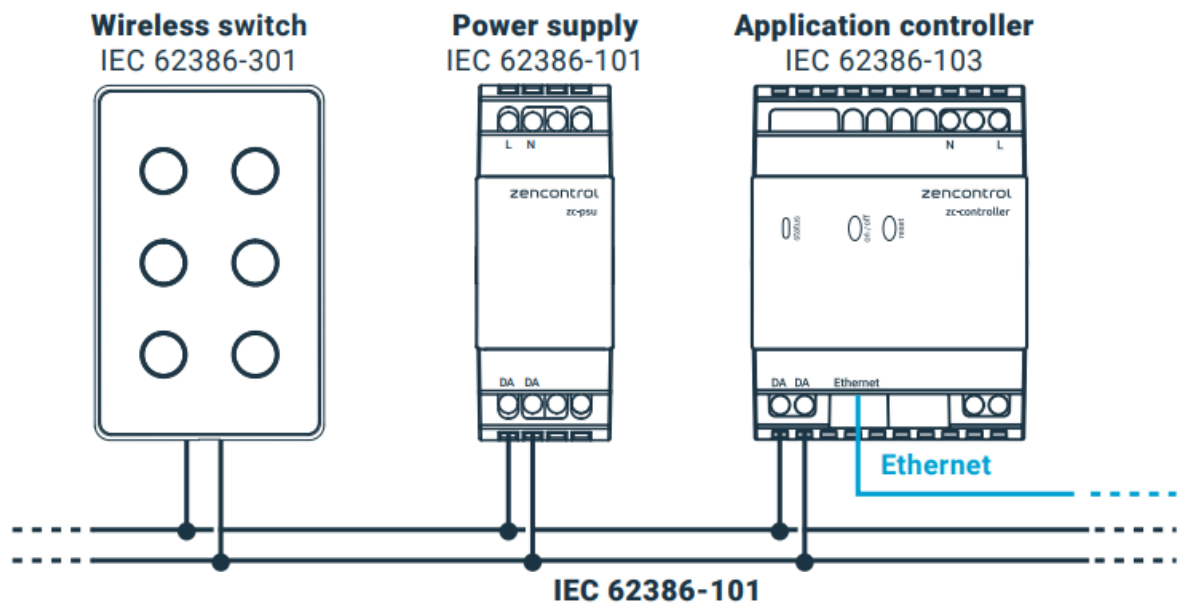 Wireless switch
IEC 62386-301
Power supply
IEC 62386-101
Application controller
IEC 62386-103
L N
zencontrol
zc-psu
DA DA
N L
zencontrol
zc-controller
status
on / off
reset
DA DA Ethernet
Ethernet
IEC 62386-101